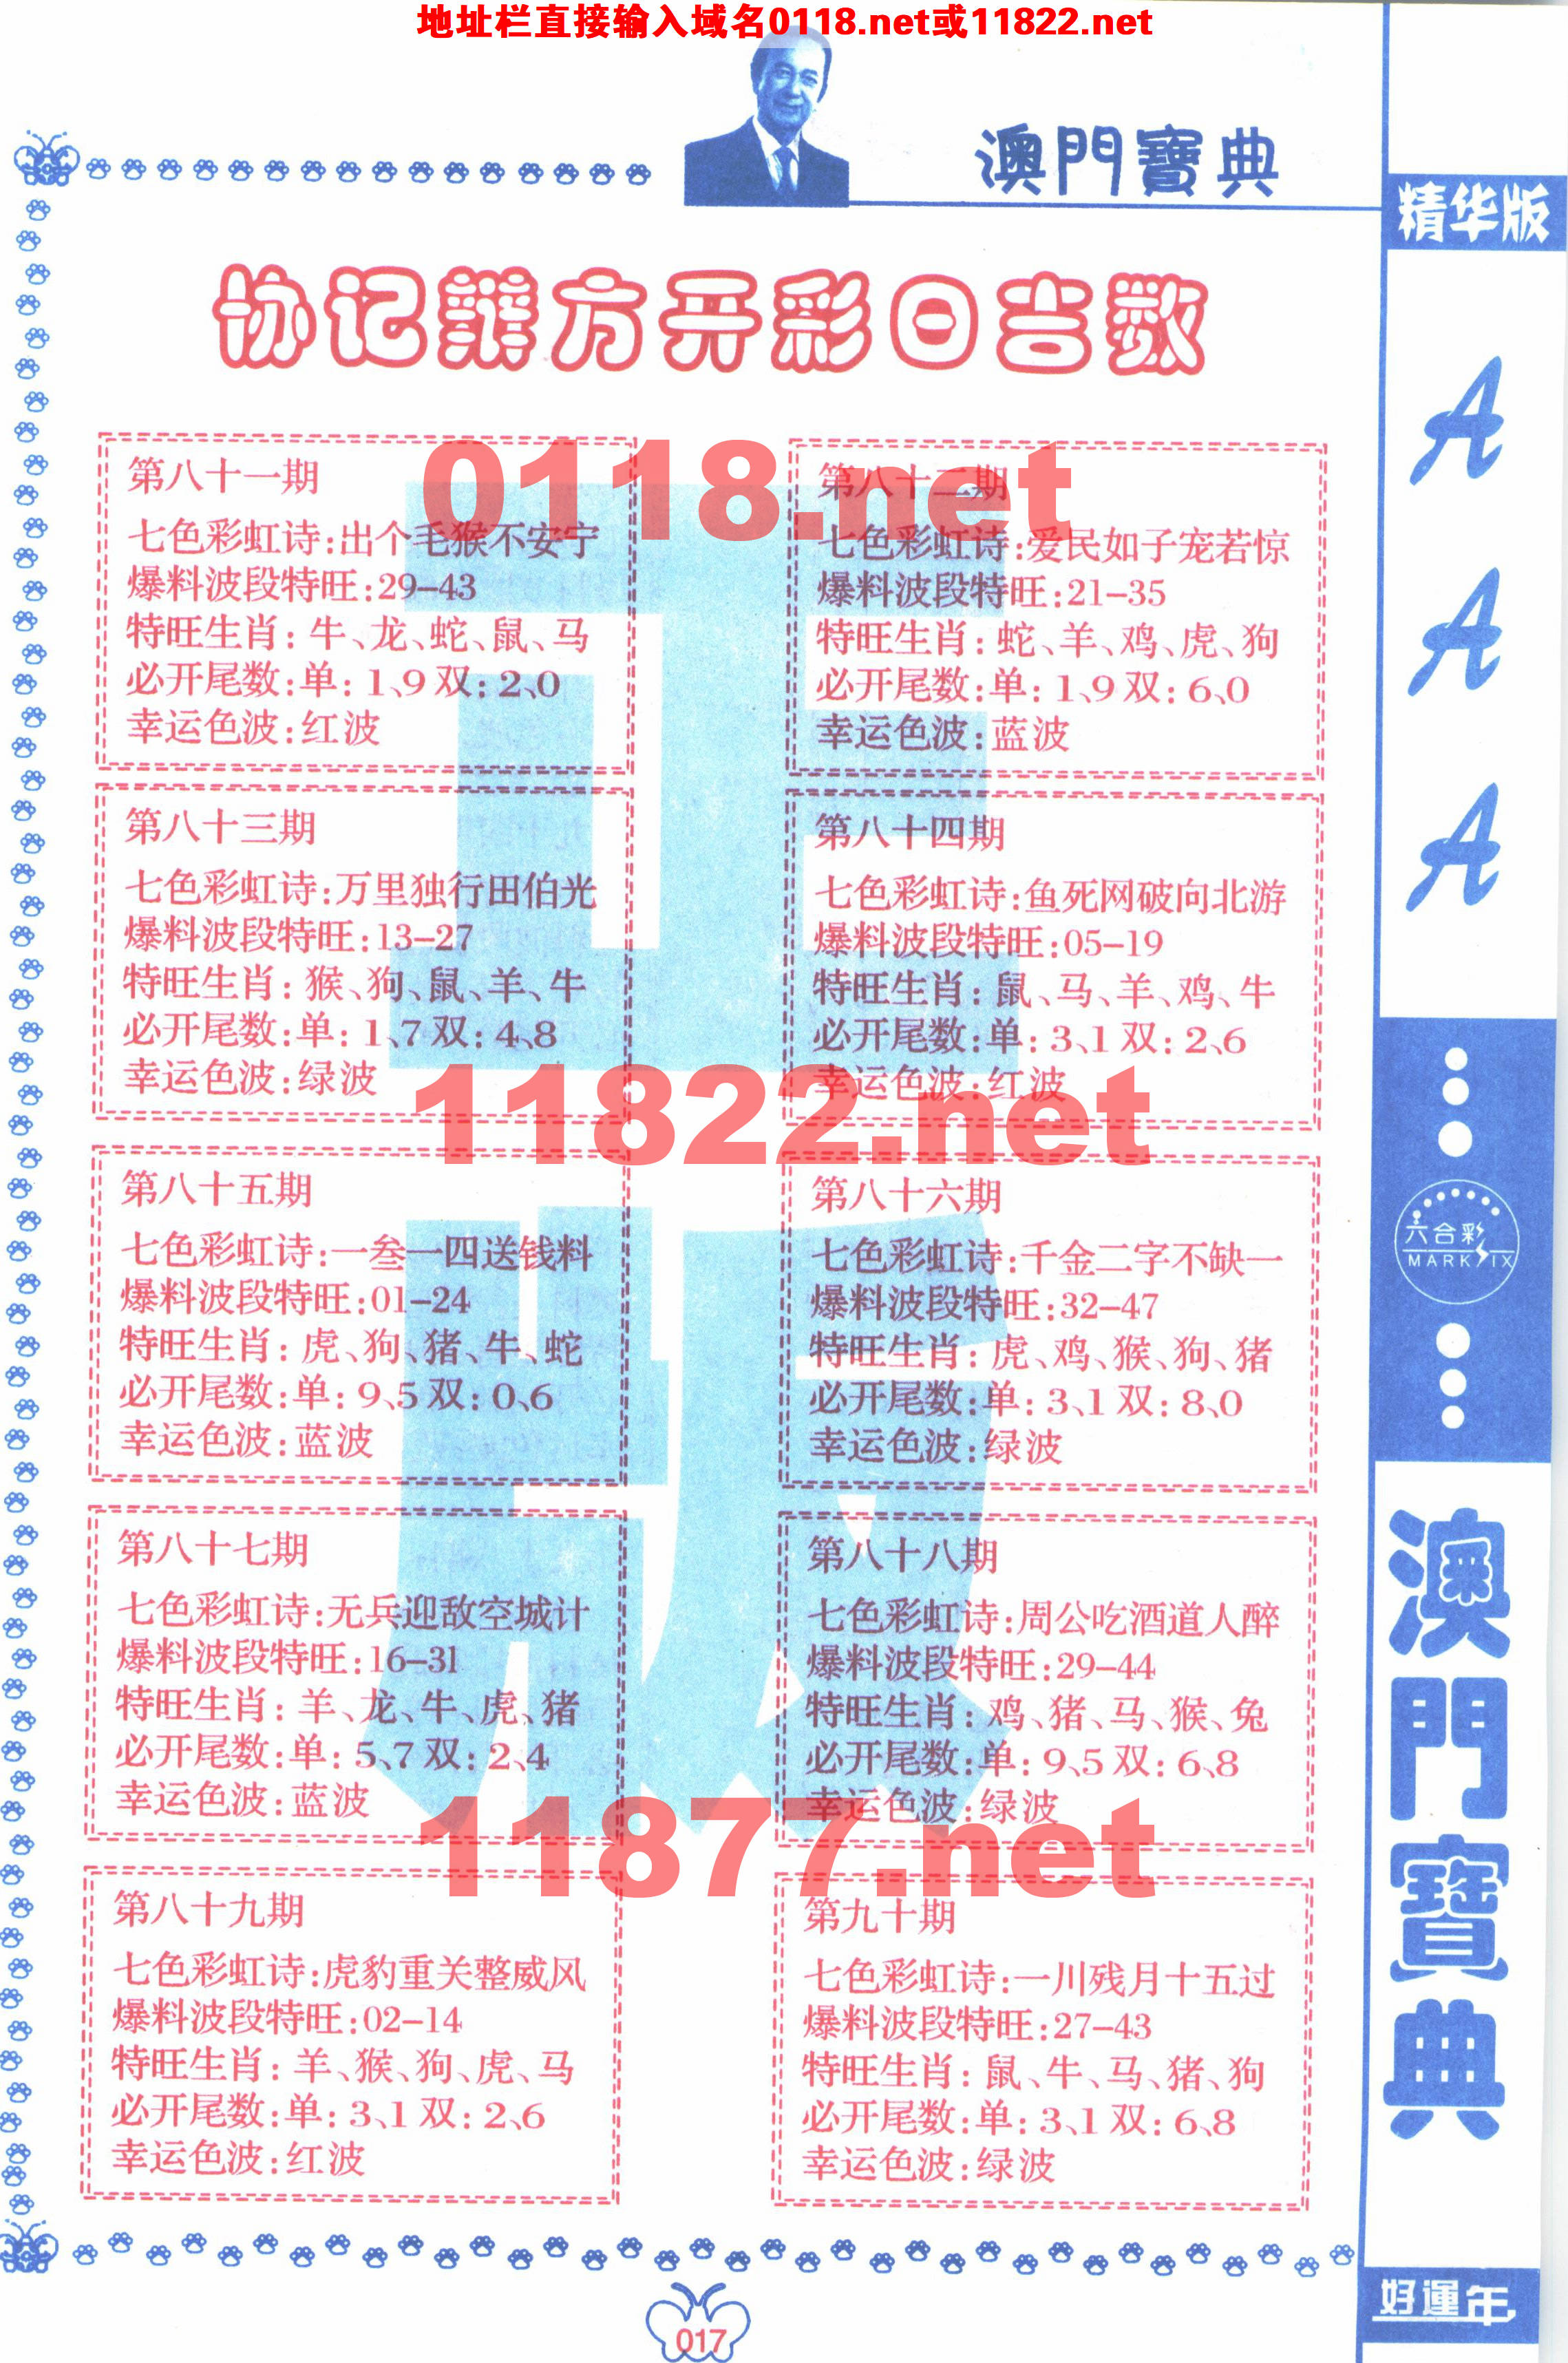 地址栏直接输入域名0118.net或11822.net
澳門寶典
精华版
协记辨方开彩日吉数
A
A
A
0118.net
第八十一期
七色彩虹诗:出个毛猴不安宁
爆料波段特旺:29-43
特旺生肖:牛、龙、蛇、鼠、马
必开尾数:单:1、9双:2、0
幸运色波:红波
第八十二期
七色彩虹诗:爱民如子宠若惊
爆料波段特旺:21-35
特旺生肖:蛇、羊、鸡、虎、狗
必开尾数:单:1、9双:6、0
幸运色波:蓝波
第八十三期
七色彩虹诗:万里独行田伯光
爆料波段特旺:13-27
特旺生肖:猴、狗、鼠、羊、牛
必开尾数:单:1、7双:4、8
幸运色波:绿波
第八十四期
七色彩虹诗:鱼死网破向北游
爆料波段特旺:05-19
特旺生肖:鼠、马、羊、鸡、牛
必开尾数:单:3、1双:2、6
幸运色波:红波
正版
11822.net
第八十五期
七色彩虹诗:一叁一四送钱料
爆料波段特旺:01-24
特旺生肖:虎、狗、猪、牛、蛇
必开尾数:单:9、5双:0、6
幸运色波:蓝波
第八十六期
七色彩虹诗:千金二字不缺一
爆料波段特旺:32-47
特旺生肖:虎、鸡、猴、狗、猪
必开尾数:单:3、1双:8、0
幸运色波:绿波
六合彩
MARK SIX
第八十七期
七色彩虹诗:无兵迎敌空城计
爆料波段特旺:16-31
特旺生肖:羊、龙、牛、虎、猪
必开尾数:单:5、7双:2、4
幸运色波:蓝波
第八十八期
七色彩虹诗:周公吃酒道人醉
爆料波段特旺:29-44
特旺生肖:鸡、猪、马、猴、兔
必开尾数:单:9、5双:6、8
幸运色波:绿波
11877.net
第八十九期
七色彩虹诗:虎豹重关整威风
爆料波段特旺:02-14
特旺生肖:羊、猴、狗、虎、马
必开尾数:单:3、1双:2、6
幸运色波:红波
第九十期
七色彩虹诗:一川残月十五过
爆料波段特旺:27-43
特旺生肖:鼠、牛、马、猪、狗
必开尾数:单:3、1双:6、8
幸运色波:绿波
澳門寶典
好運年
017